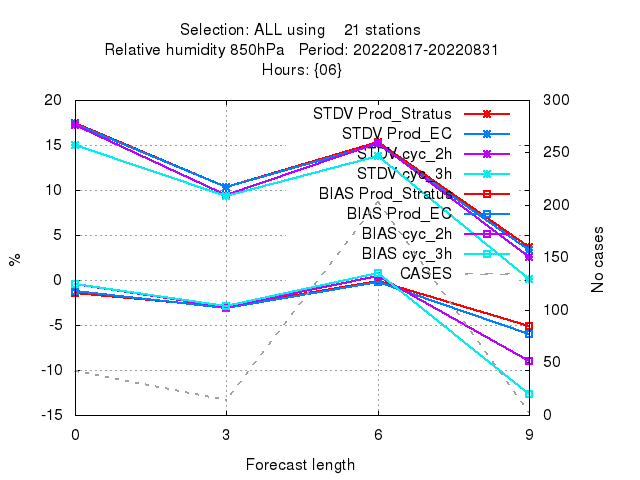 Selection: ALL using    21 stations
Relative humidity 850hPa   Period: 20220817-20220831
Hours: {06}
20
15
10
5
0
-5
-10
-15
%
300
250
200
150
100
50
0
No cases
STDV Prod_Stratus
STDV Prod_EC
STDV cyc_2h
STDV cyc_3h
BIAS Prod_Stratus
BIAS Prod_EC
BIAS cyc_2h
BIAS cyc_3h
CASES
0 3 6 9
Forecast length